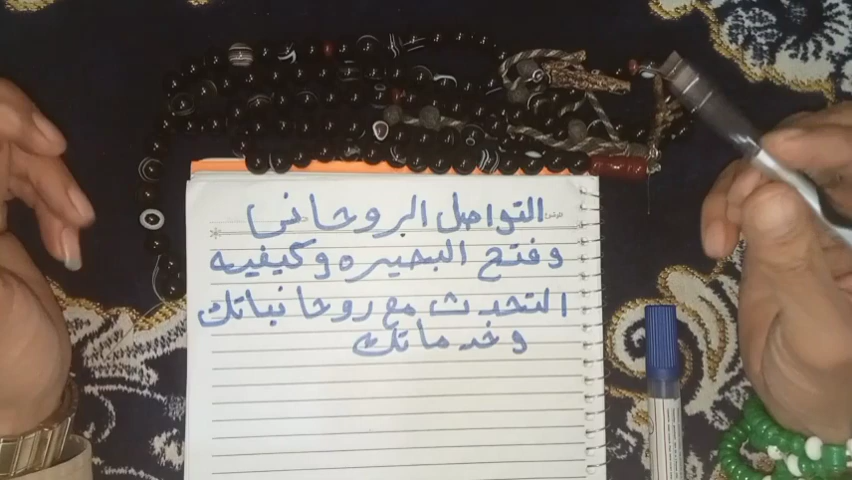 التواصل الروحاني
وفتح البصيره وكيفيه
التحدث مع روحانياتك
وخدماتك